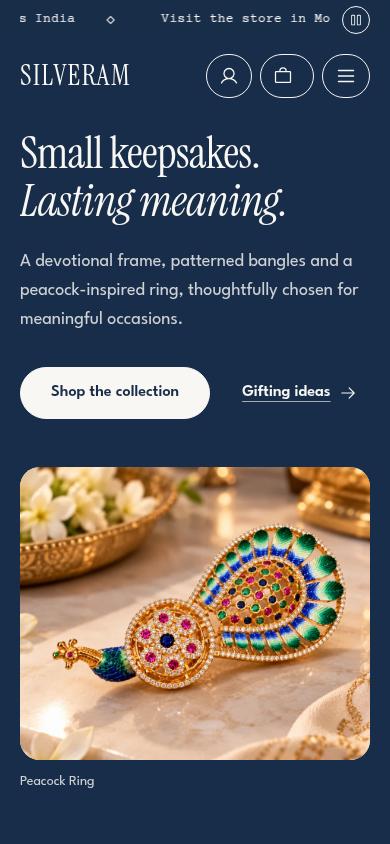 s India ◇ Visit the store in Mo
SILVERAM
Small keepsakes.
Lasting meaning.
A devotional frame, patterned bangles and a
peacock-inspired ring, thoughtfully chosen for
meaningful occasions.
Shop the collection
Gifting ideas →
Peacock Ring